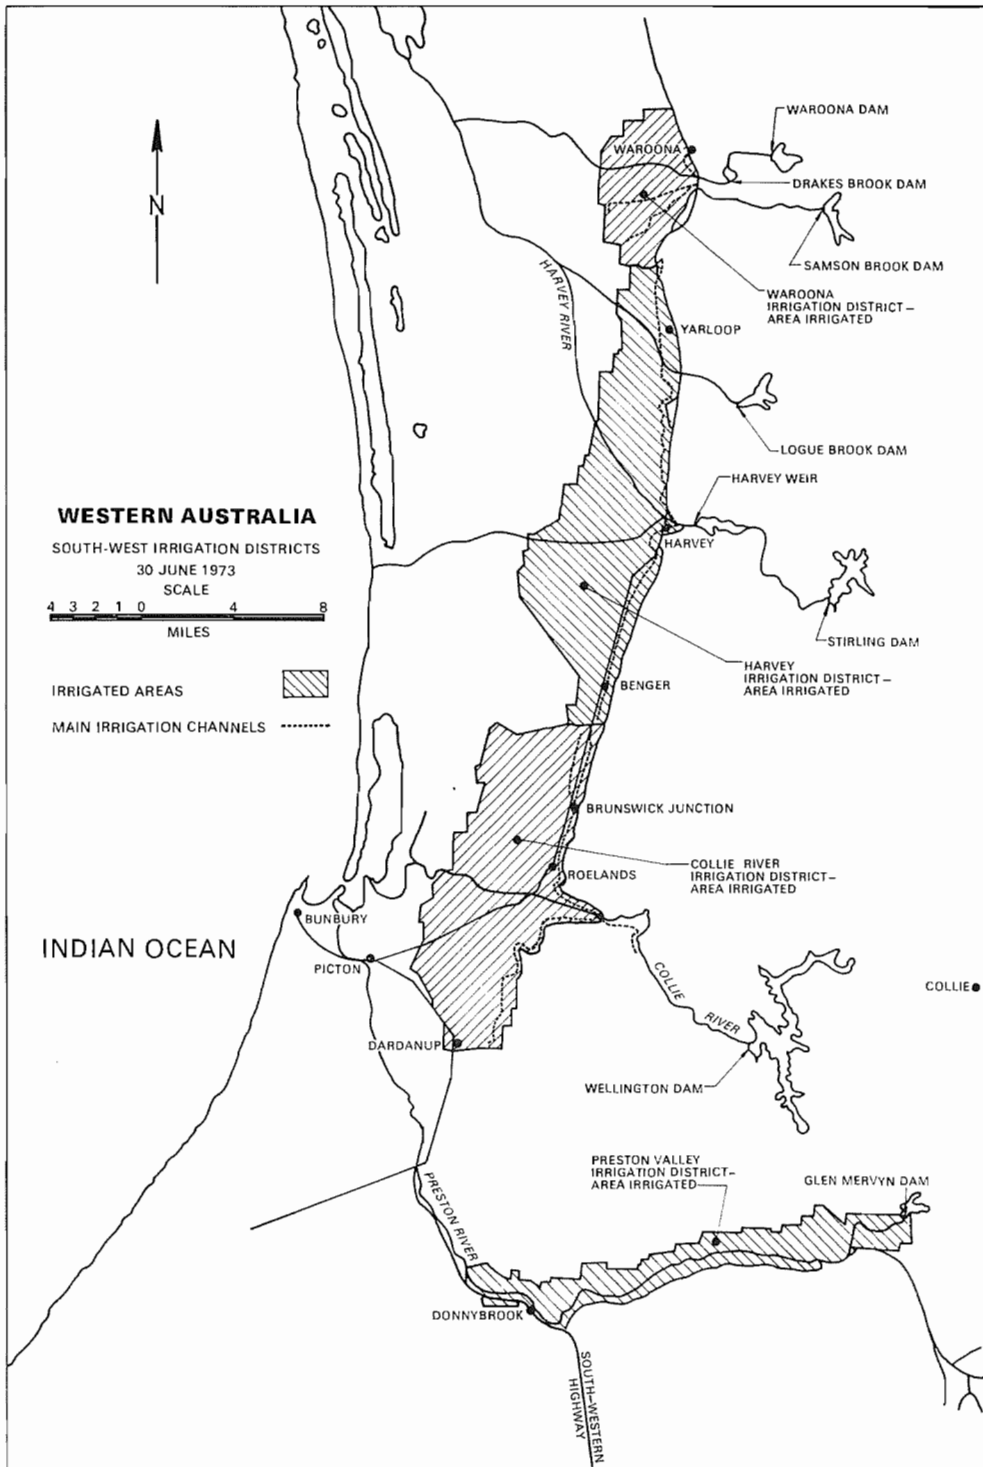 WAROONA DAM
WAROONA
DRAKES BROOK DAM
N
SAMSON BROOK DAM
HARVEY RIVER
WAROONA
IRRIGATION DISTRICT–
AREA IRRIGATED
YARLOOP
LOGUE BROOK DAM
HARVEY WEIR
HARVEY
WESTERN AUSTRALIA
SOUTH-WEST IRRIGATION DISTRICTS
30 JUNE 1973
SCALE
4 3 2 1 0 4 8
MILES
STIRLING DAM
HARVEY
IRRIGATION DISTRICT–
AREA IRRIGATED
BENGER
IRRIGATED AREAS
MAIN IRRIGATION CHANNELS
BRUNSWICK JUNCTION
COLLIE RIVER
IRRIGATION DISTRICT–
AREA IRRIGATED
ROELANDS
BUNBURY
INDIAN OCEAN
PICTON
COLLIE RIVER
COLLIE
DARDANUP
WELLINGTON DAM
PRESTON VALLEY
IRRIGATION DISTRICT–
AREA IRRIGATED
GLEN MERVYN DAM
PRESTON RIVER
DONNYBROOK
SOUTH–WESTERN
HIGHWAY